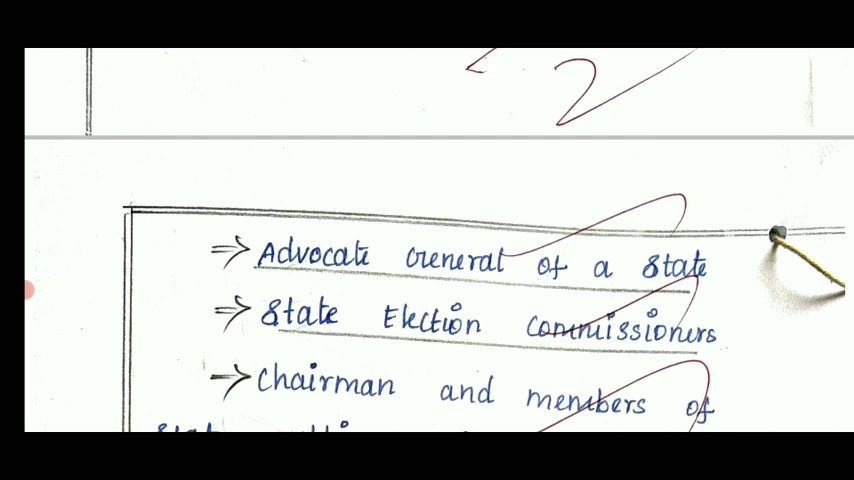 ⇒ Advocate General of a State
⇒ State Election Commissioners
→ Chairman and members of